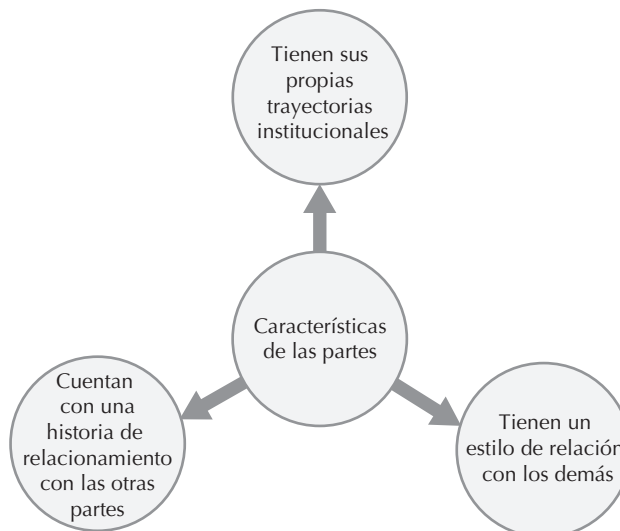 Tienen sus
propias
trayectorias
institucionales
Características
de las partes
Cuentan
con una
historia de
relacionamiento
con las otras
partes
Tienen un
estilo de relación
con los demás